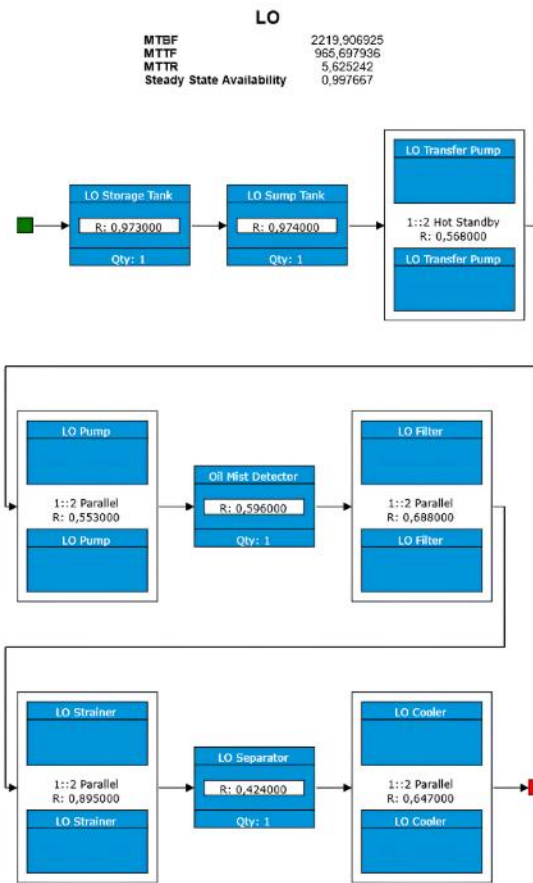 LO
MTBF 2219,906925
MTTF 965,697936
MTTR 5,625242
Steady State Availability 0,997667
LO Storage Tank
R: 0,973000
Qty: 1
LO Sump Tank
R: 0,974000
Qty: 1
LO Transfer Pump
1::2 Hot Standby
R: 0,568000
LO Transfer Pump
LO Pump
1::2 Parallel
R: 0,553000
LO Pump
Oil Mist Detector
R: 0,596000
Qty: 1
LO Filter
1::2 Parallel
R: 0,688000
LO Filter
LO Strainer
1::2 Parallel
R: 0,895000
LO Strainer
LO Separator
R: 0,424000
Qty: 1
LO Cooler
1::2 Parallel
R: 0,647000
LO Cooler